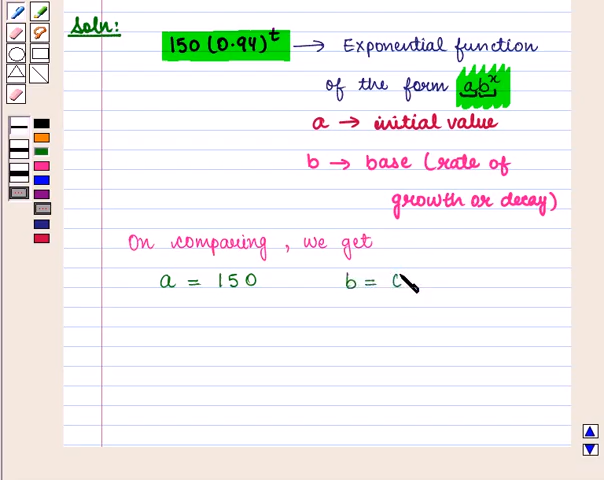 Soln:
150 (0.94)^t → Exponential function
of the form ab^x
a → initial value
b → base (rate of
growth or decay)
On comparing, we get
a = 150 b =